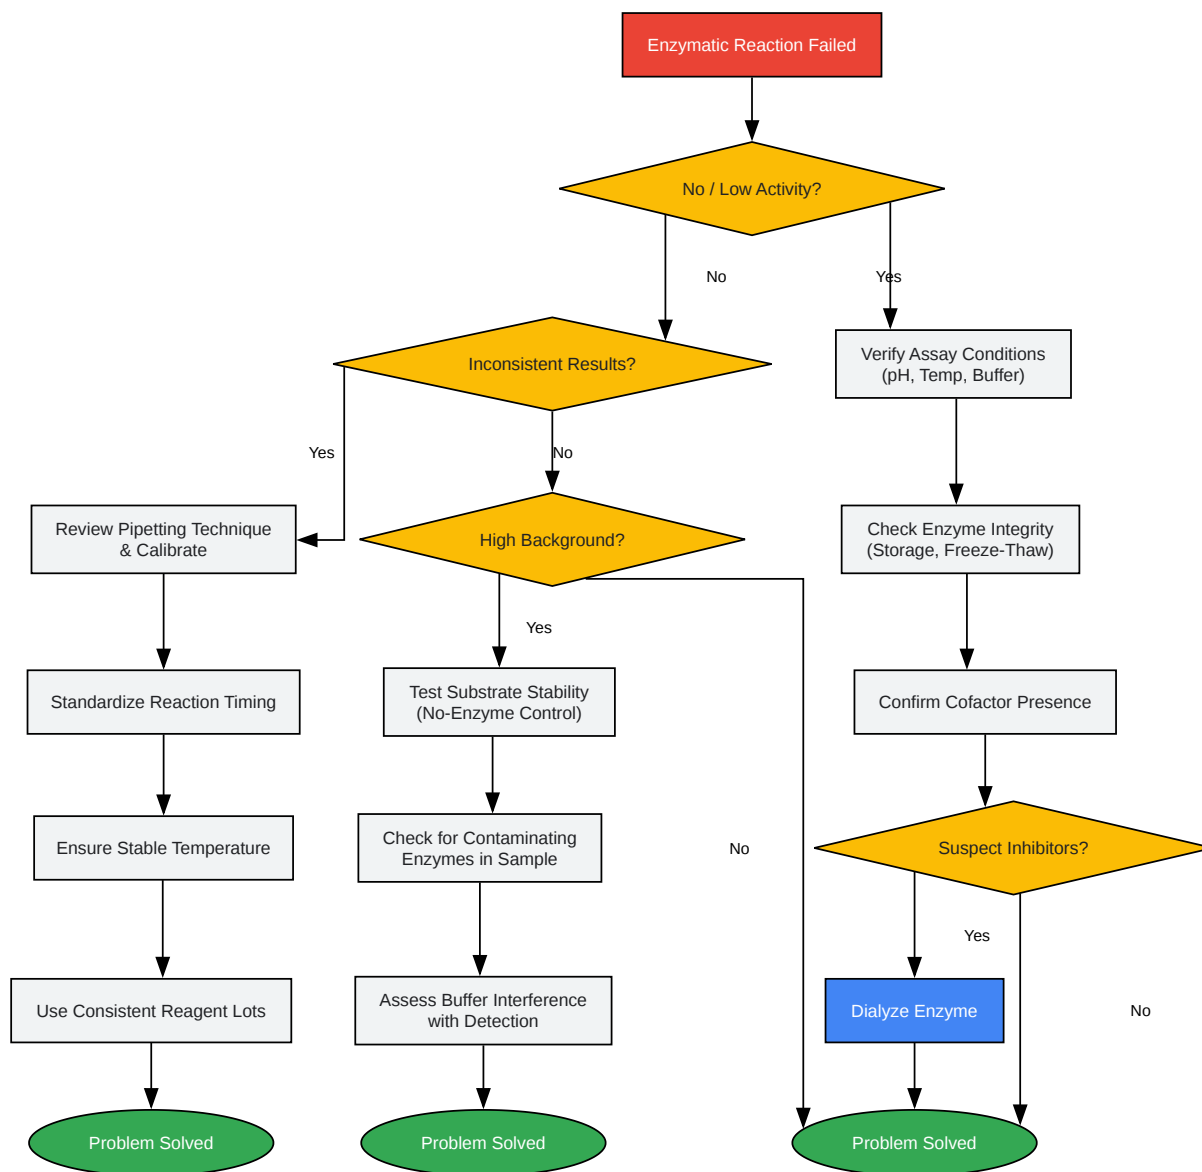 Enzymatic Reaction Failed
No / Low Activity?
No
Yes
Inconsistent Results?
Verify Assay Conditions
(pH, Temp, Buffer)
Yes
No
Review Pipetting Technique
& Calibrate
High Background?
Check Enzyme Integrity
(Storage, Freeze-Thaw)
Yes
Standardize Reaction Timing
Test Substrate Stability
(No-Enzyme Control)
Confirm Cofactor Presence
Ensure Stable Temperature
Check for Contaminating
Enzymes in Sample
No
Suspect Inhibitors?
Yes
Use Consistent Reagent Lots
Assess Buffer Interference
with Detection
Dialyze Enzyme
No
Problem Solved
Problem Solved
Problem Solved